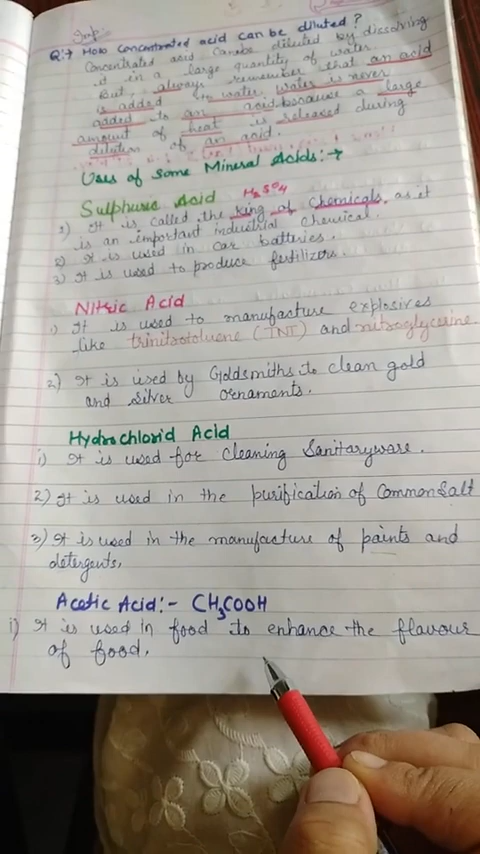 Imp.
Q:7 How concentrated acid can be diluted?
Concentrated acid can be diluted by dissolving
it in a large quantity of water.
But, always remember that an acid
is added to water, water is never
added to an acid because a large
amount of heat is released during
dilution of an acid.
Uses of Some Mineral Acids:→
Sulphuric Acid H₂SO₄
1) It is called the king of chemicals, as it
is an important industrial chemical.
2) It is used in car batteries.
3) It is used to produce fertilizers.
Nitric Acid
1) It is used to manufacture explosives
like trinitrotoluene (TNT) and nitroglycerine
2) It is used by Goldsmiths to clean gold
and silver ornaments.
Hydrochlorid Acid
1) It is used for cleaning Sanitaryware.
2) It is used in the purification of Common Salt
3) It is used in the manufacture of paints and
detergents.
Acetic Acid:- CH₃COOH
1) It is used in food to enhance the flavour
of food.